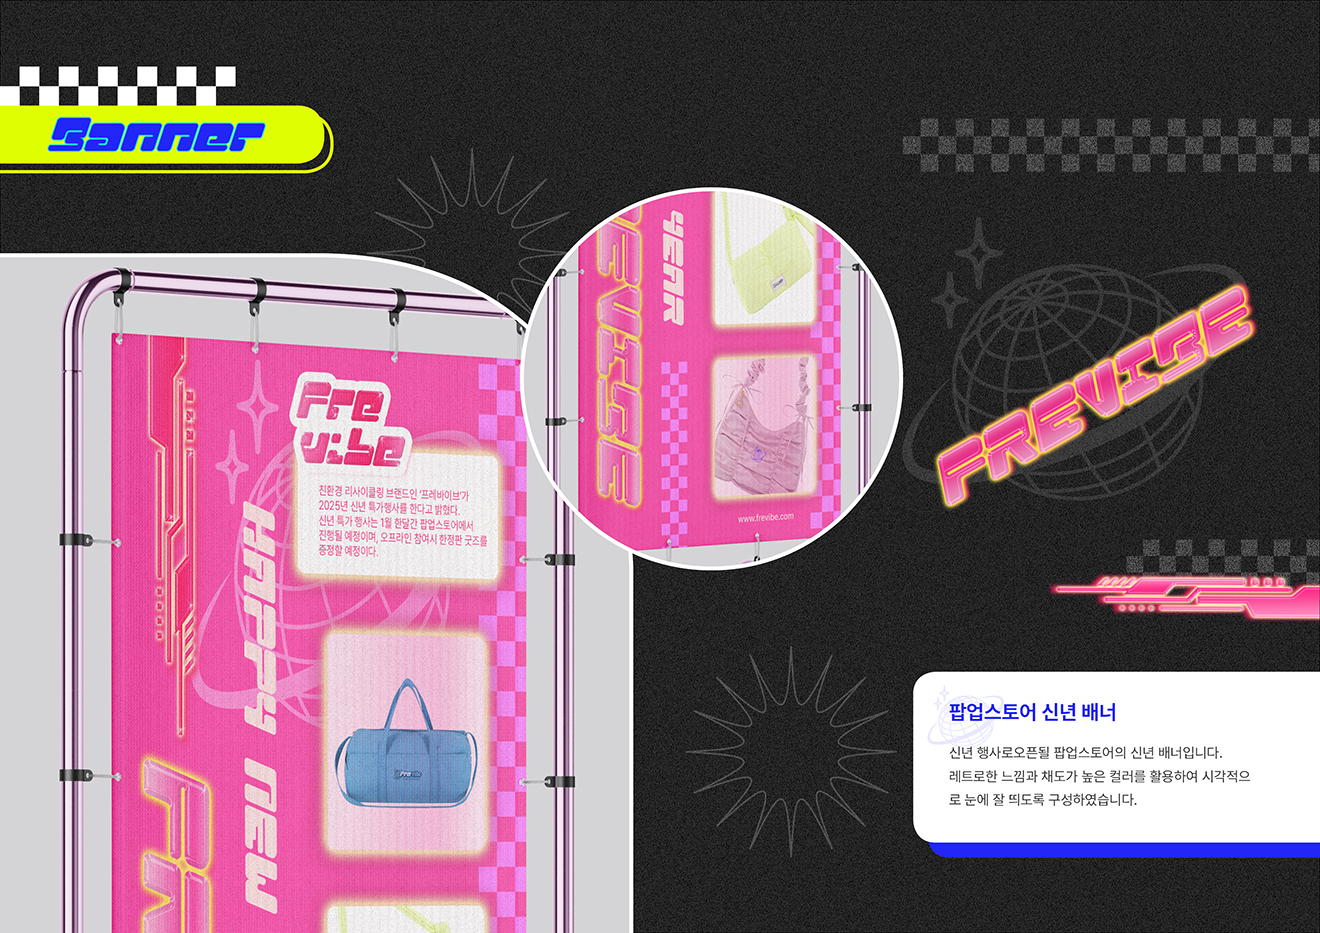 Banner
Fre
vibe
친환경 리사이클링 브랜드인 '프레바이브'가
2025년 신년 특가행사를 한다고 밝혔다.
신년 특가 행사는 1월 한달간 팝업스토어에서
진행될 예정이며, 오프라인 참여시 한정판 굿즈를
증정할 예정이다.
HAPPY NEW
FR
REVIBE
YEAR
www.frevibe.com
FREVIBE
팝업스토어 신년 배너
신년 행사로오픈될 팝업스토어의 신년 배너입니다.
레트로한 느낌과 채도가 높은 컬러를 활용하여 시각적으
로 눈에 잘 띄도록 구성하였습니다.